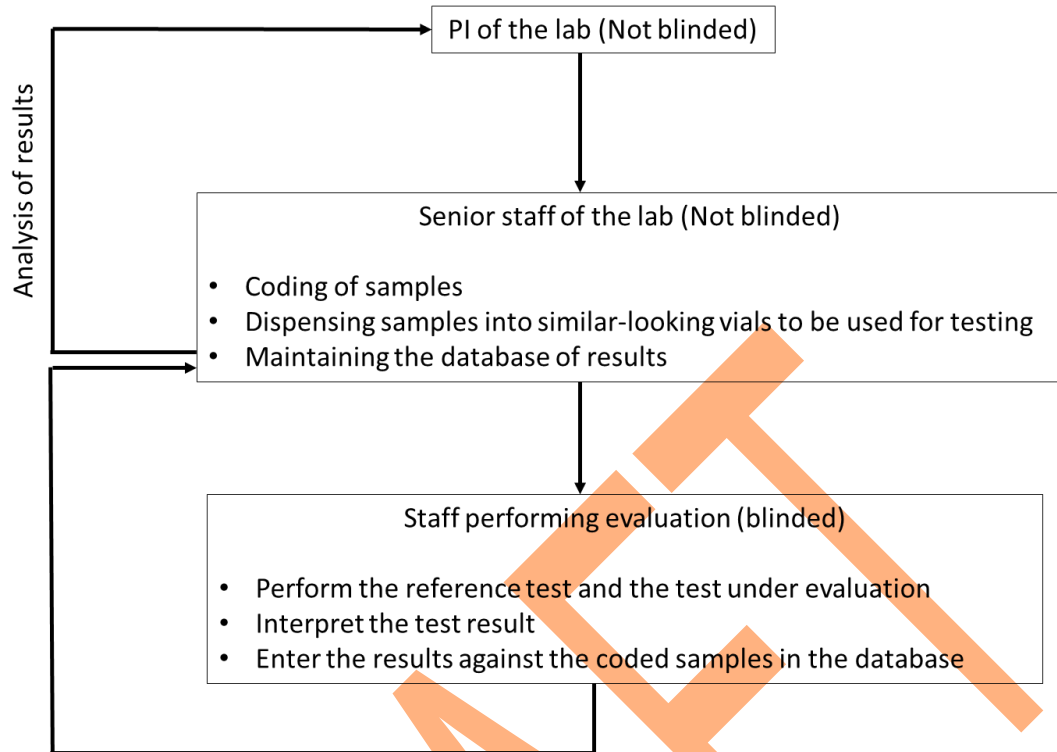 PI of the lab (Not blinded)
Analysis of results
Senior staff of the lab (Not blinded)
• Coding of samples
• Dispensing samples into similar-looking vials to be used for testing
• Maintaining the database of results
Staff performing evaluation (blinded)
• Perform the reference test and the test under evaluation
• Interpret the test result
• Enter the results against the coded samples in the database